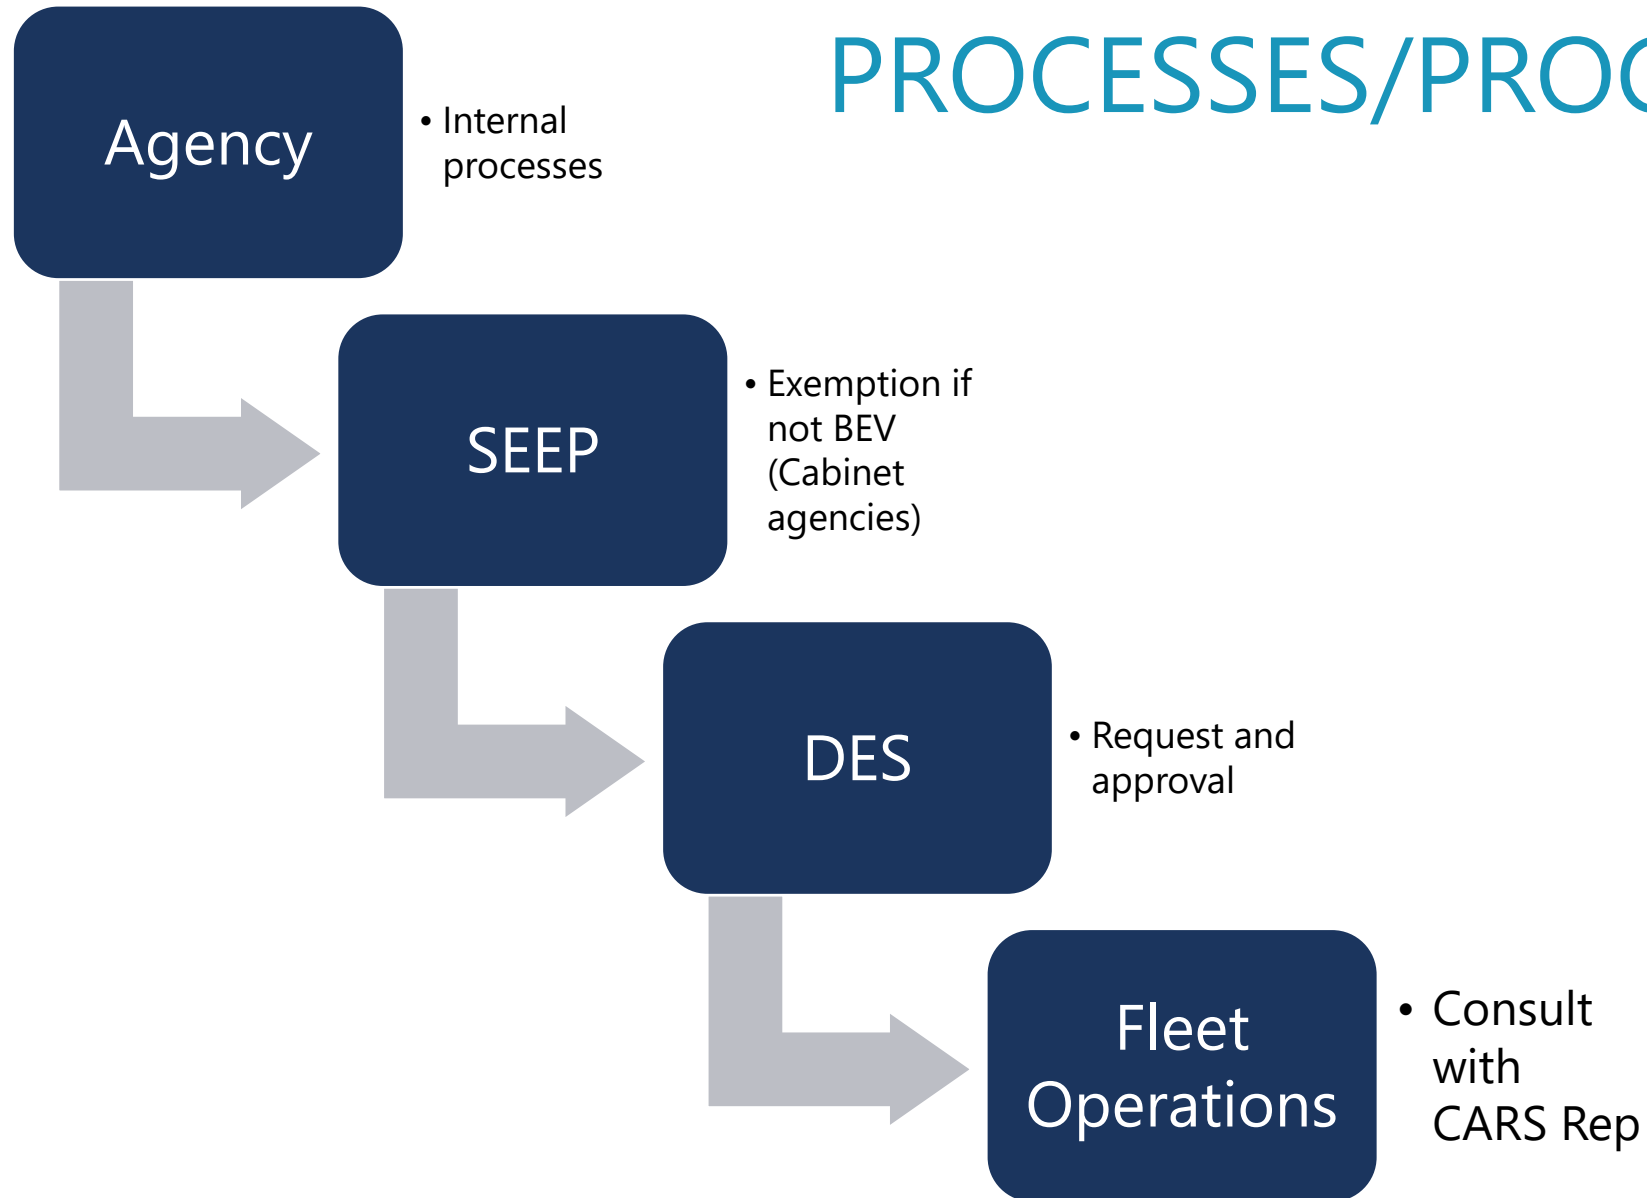 PROCESSES/PROC
Agency
• Internal
processes
SEEP
• Exemption if
not BEV
(Cabinet
agencies)
DES
• Request and
approval
Fleet
Operations
• Consult
with
CARS Rep